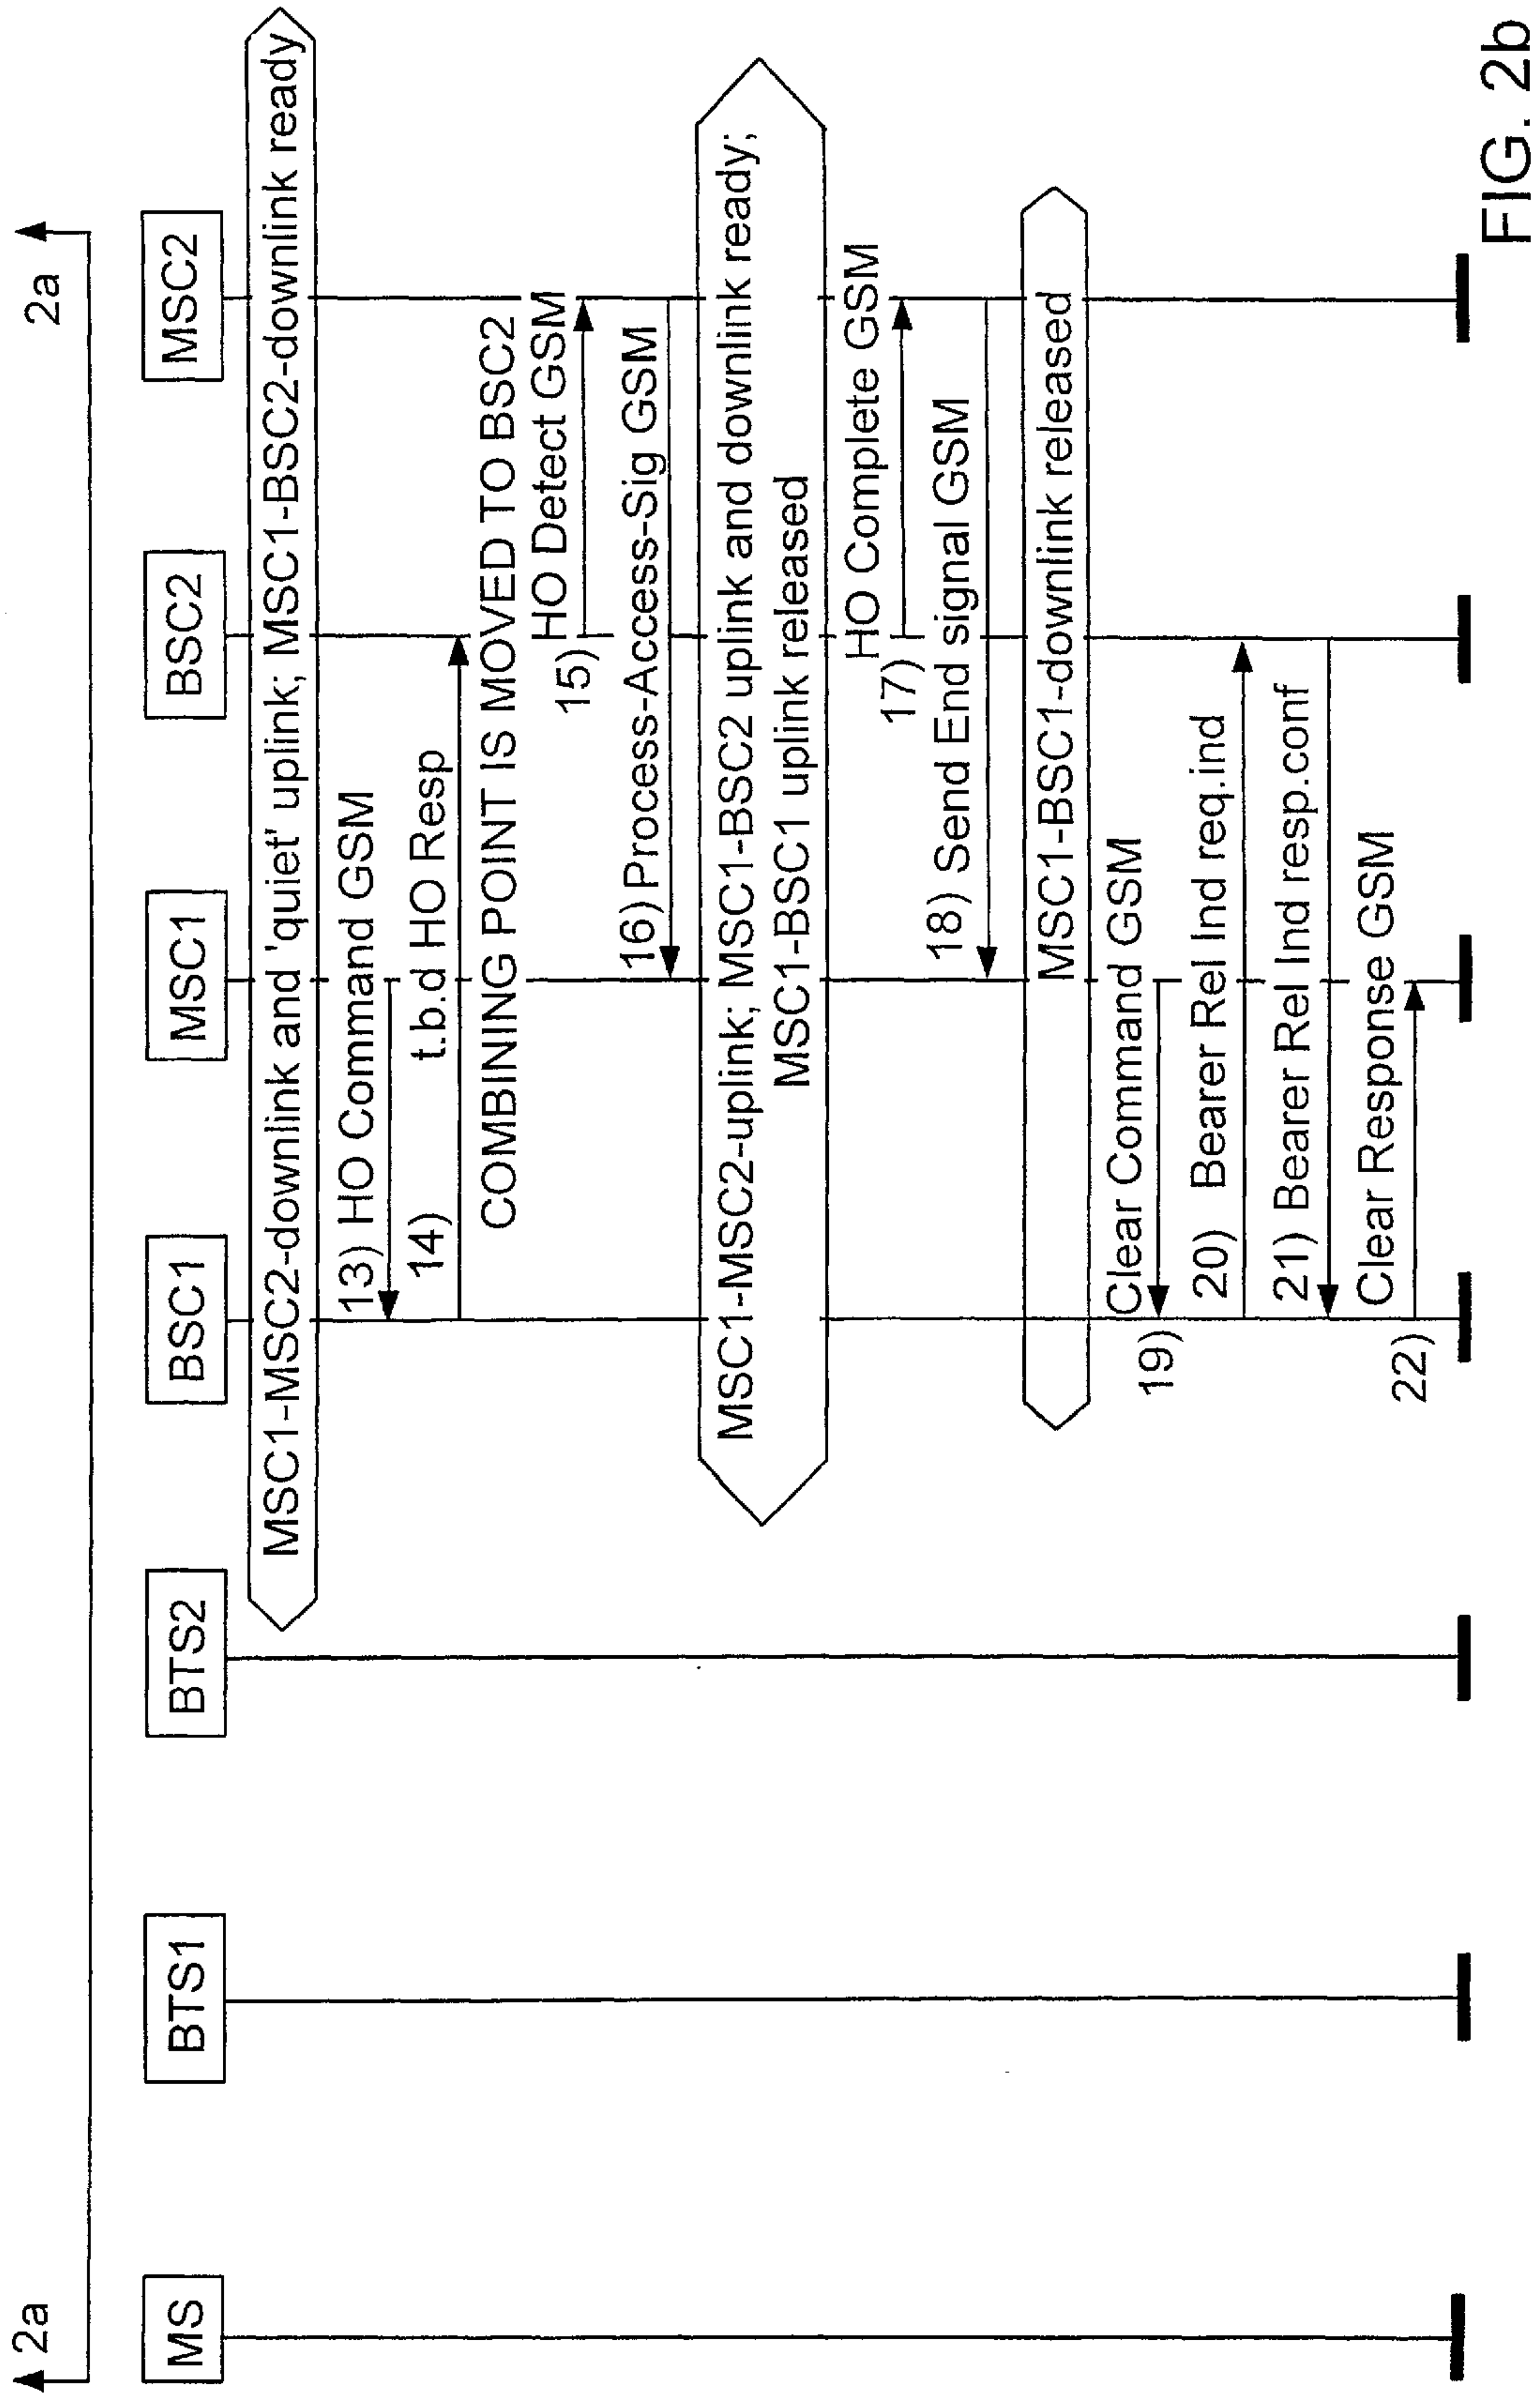 2a
2a
MS
BTS1
BTS2
BSC1
MSC1
BSC2
MSC2
MSC1-MSC2-downlink and 'quiet' uplink; MSC1-BSC2-downlink ready
13) HO Command GSM
14) t.b.d HO Resp
COMBINING POINT IS MOVED TO BSC2
HO Detect GSM
15)
16) Process-Access-Sig GSM
MSC1-MSC2-uplink; MSC1-BSC2 uplink and downlink ready;
MSC1-BSC1 uplink released
HO Complete GSM
17)
18) Send End signal GSM
MSC1-BSC1-downlink released
Clear Command GSM
19)
20) Bearer Rel Ind req.ind
21) Bearer Rel Ind resp.conf
Clear Response GSM
22)
FIG. 2b